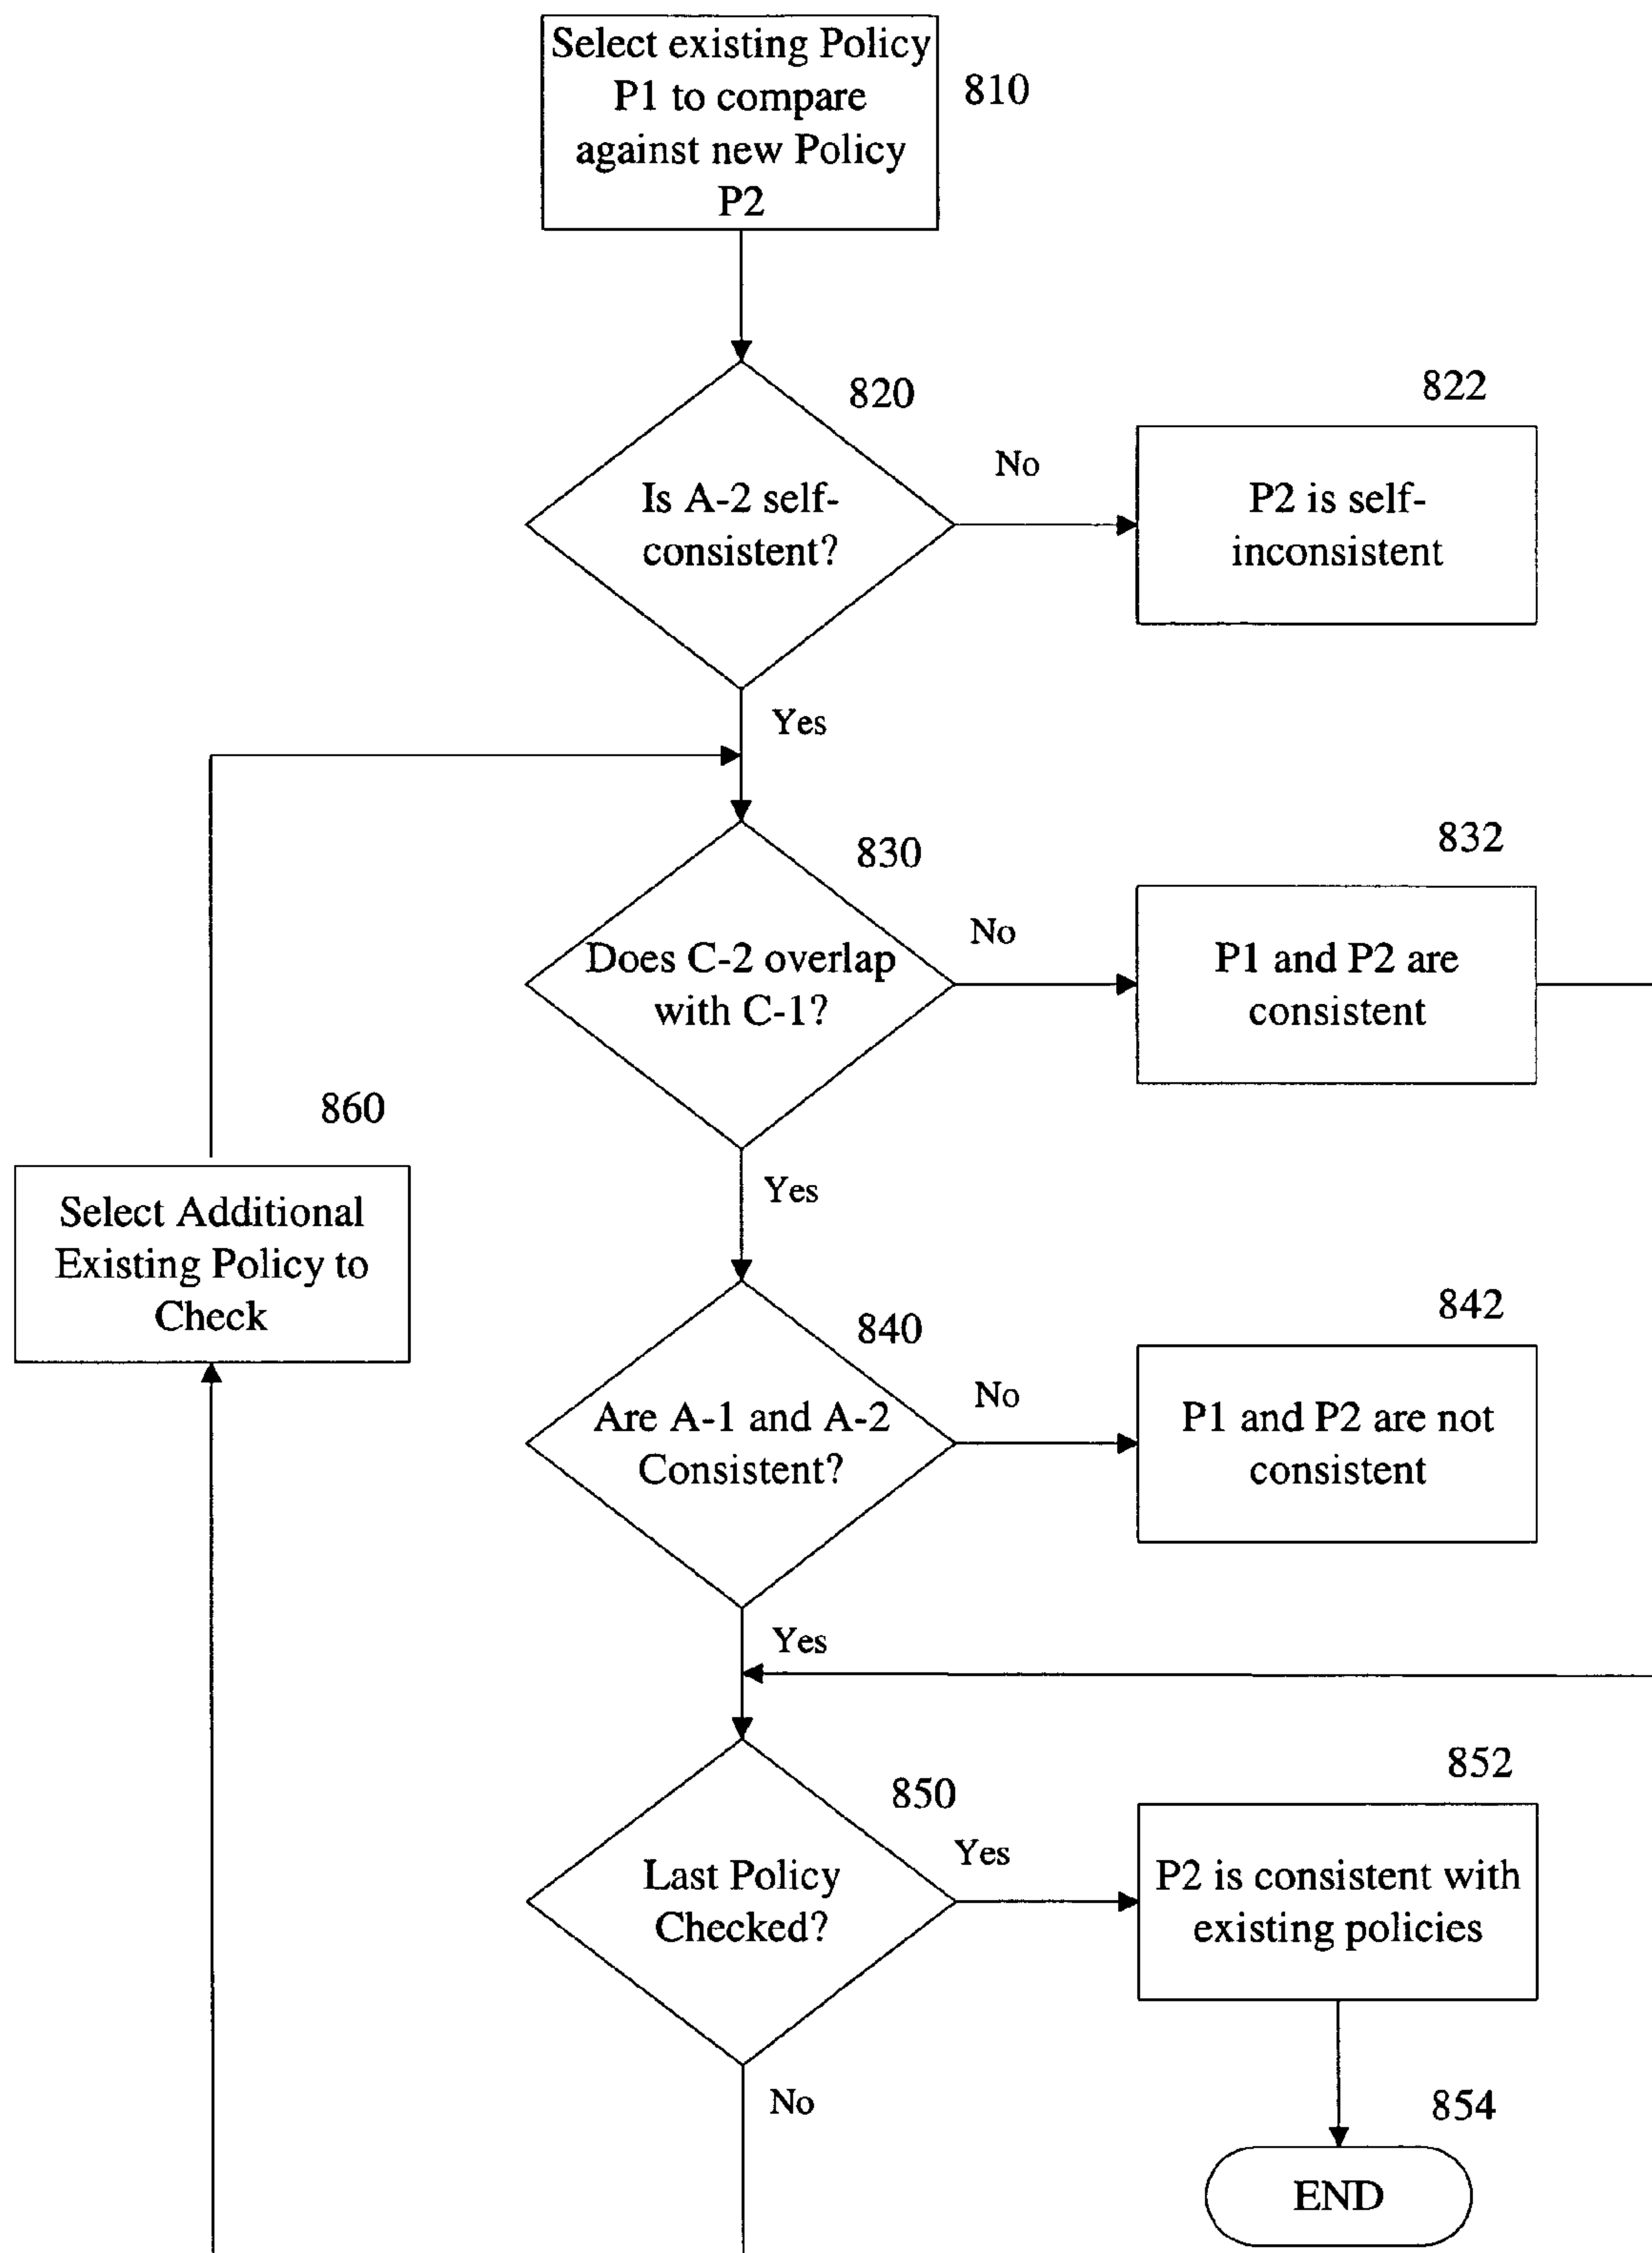 Select existing Policy
P1 to compare
against new Policy
P2
810
820
Is A-2 self-
consistent?
No
822
P2 is self-
inconsistent
Yes
830
Does C-2 overlap
with C-1?
No
832
P1 and P2 are
consistent
860
Select Additional
Existing Policy to
Check
Yes
840
Are A-1 and A-2
Consistent?
No
842
P1 and P2 are not
consistent
Yes
850
Last Policy
Checked?
Yes
852
P2 is consistent with
existing policies
No
854
END